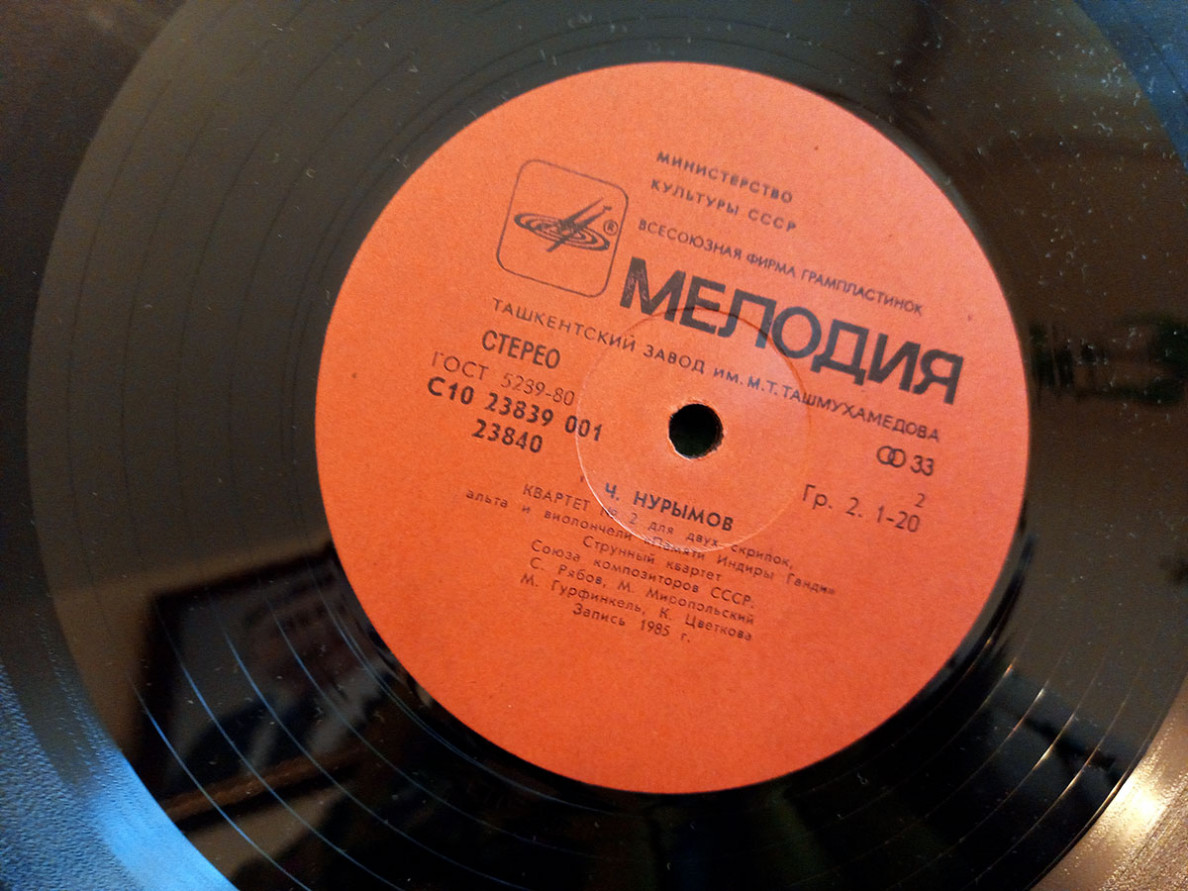 МИНИСТЕРСТВО
КУЛЬТУРЫ СССР
ВСЕСОЮЗНАЯ ФИРМА ГРАМПЛАСТИНОК
®
МЕЛОДИЯ
ТАШКЕНТСКИЙ ЗАВОД им. М.Т.ТАШМУХАМЕДОВА
СТЕРЕО
ГОСТ 5289-80
С10 23839 001
23840
33
2
Гр. 2. 1-20
Ч. НУРЫМОВ
КВАРТЕТ № 2 для двух скрипок,
альта и виолончели «Памяти Индиры Ганди»
Струнный квартет
Союза композиторов СССР.
С. Рябов, М. Миропольский
М. Гурфинкель, К. Цветкова
Запись 1985 г.